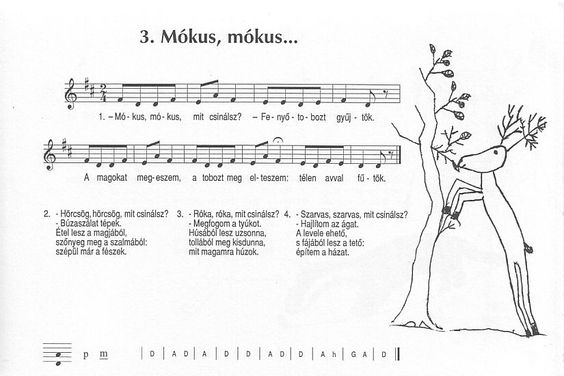 3. Mókus, mókus...
1. – Mó - kus, mó - kus, mit csinálsz? – Fe - nyő - to - bozt gyűj - tök.
A magokat meg - eszem, a tobozt meg elteszem: télen avval fű - tök.
2. - Hörcsög, hörcsög, mit csinálsz?
- Búzaszálat tépek.
Étel lesz a magjából,
szőnyeg meg a szalmából:
szépül már a fészek.
3. - Róka, róka, mit csinálsz?
- Megfogom a tyúkot.
Húsából lesz uzsonna,
tollából meg kisdunna,
mit magamra húzok.
4. - Szarvas, szarvas, mit csinálsz?
- Hajlítom az ágat.
A levele ehető,
s fájából lesz a tető:
építem a házat.
p m | D | A D | A | D | D | A D | D | A h | G A | D ||